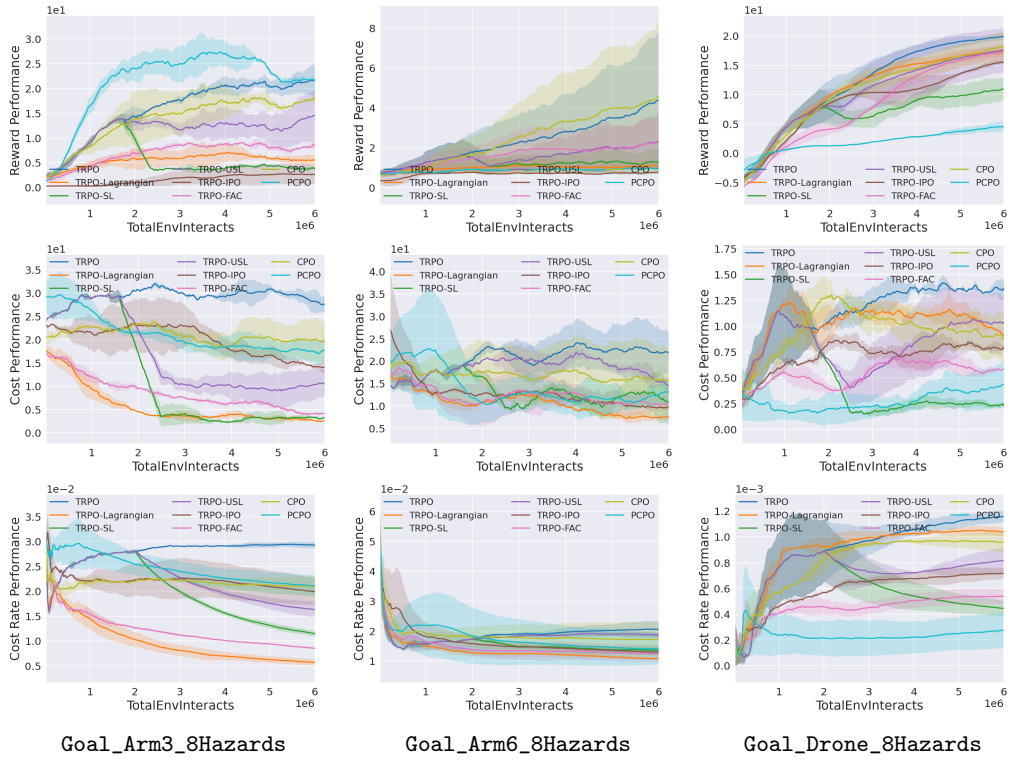 1e1
Reward Performance
3.0
2.5
2.0
1.5
1.0
0.5
0.0
TRPO
TRPO-Lagrangian
TRPO-SL
TRPO-USL
TRPO-IPO
TRPO-FAC
CPO
PCPO
1 2 3 4 5 6
TotalEnvInteracts
1e6
Reward Performance
8
6
4
2
0
TRPO
TRPO-Lagrangian
TRPO-SL
TRPO-USL
TRPO-IPO
TRPO-FAC
CPO
PCPO
1 2 3 4 5 6
TotalEnvInteracts
1e6
1e1
Reward Performance
2.0
1.5
1.0
0.5
0.0
−0.5
TRPO
TRPO-Lagrangian
TRPO-SL
TRPO-USL
TRPO-IPO
TRPO-FAC
CPO
PCPO
1 2 3 4 5 6
TotalEnvInteracts
1e6
1e1
Cost Performance
3.5
3.0
2.5
2.0
1.5
1.0
0.5
0.0
TRPO
TRPO-Lagrangian
TRPO-SL
TRPO-USL
TRPO-IPO
TRPO-FAC
CPO
PCPO
1 2 3 4 5 6
TotalEnvInteracts
1e6
1e1
Cost Performance
4.0
3.5
3.0
2.5
2.0
1.5
1.0
0.5
TRPO
TRPO-Lagrangian
TRPO-SL
TRPO-USL
TRPO-IPO
TRPO-FAC
CPO
PCPO
1 2 3 4 5 6
TotalEnvInteracts
1e6
Cost Performance
1.75
1.50
1.25
1.00
0.75
0.50
0.25
0.00
TRPO
TRPO-Lagrangian
TRPO-SL
TRPO-USL
TRPO-IPO
TRPO-FAC
CPO
PCPO
1 2 3 4 5 6
TotalEnvInteracts
1e6
1e−2
Cost Rate Performance
3.5
3.0
2.5
2.0
1.5
1.0
0.5
TRPO
TRPO-Lagrangian
TRPO-SL
TRPO-USL
TRPO-IPO
TRPO-FAC
CPO
PCPO
1 2 3 4 5 6
TotalEnvInteracts
1e6
1e−2
Cost Rate Performance
6
5
4
3
2
1
TRPO
TRPO-Lagrangian
TRPO-SL
TRPO-USL
TRPO-IPO
TRPO-FAC
CPO
PCPO
1 2 3 4 5 6
TotalEnvInteracts
1e6
1e−3
Cost Rate Performance
1.2
1.0
0.8
0.6
0.4
0.2
0.0
TRPO
TRPO-Lagrangian
TRPO-SL
TRPO-USL
TRPO-IPO
TRPO-FAC
CPO
PCPO
1 2 3 4 5 6
TotalEnvInteracts
1e6
Goal_Arm3_8Hazards
Goal_Arm6_8Hazards
Goal_Drone_8Hazards